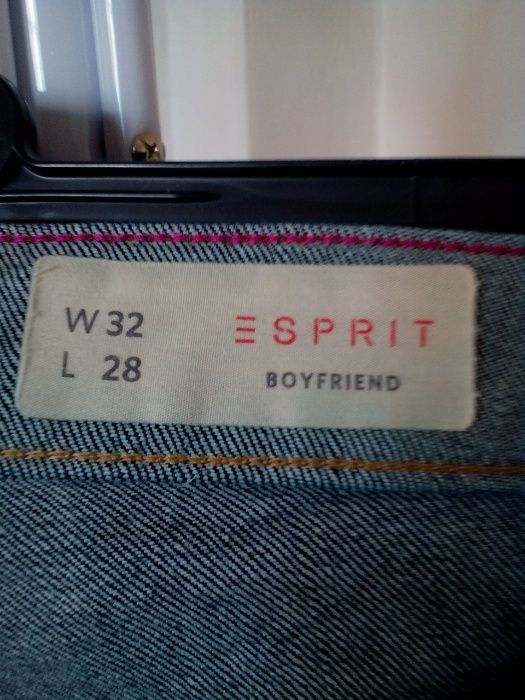 W 32
L 28
ESPRIT
BOYFRIEND